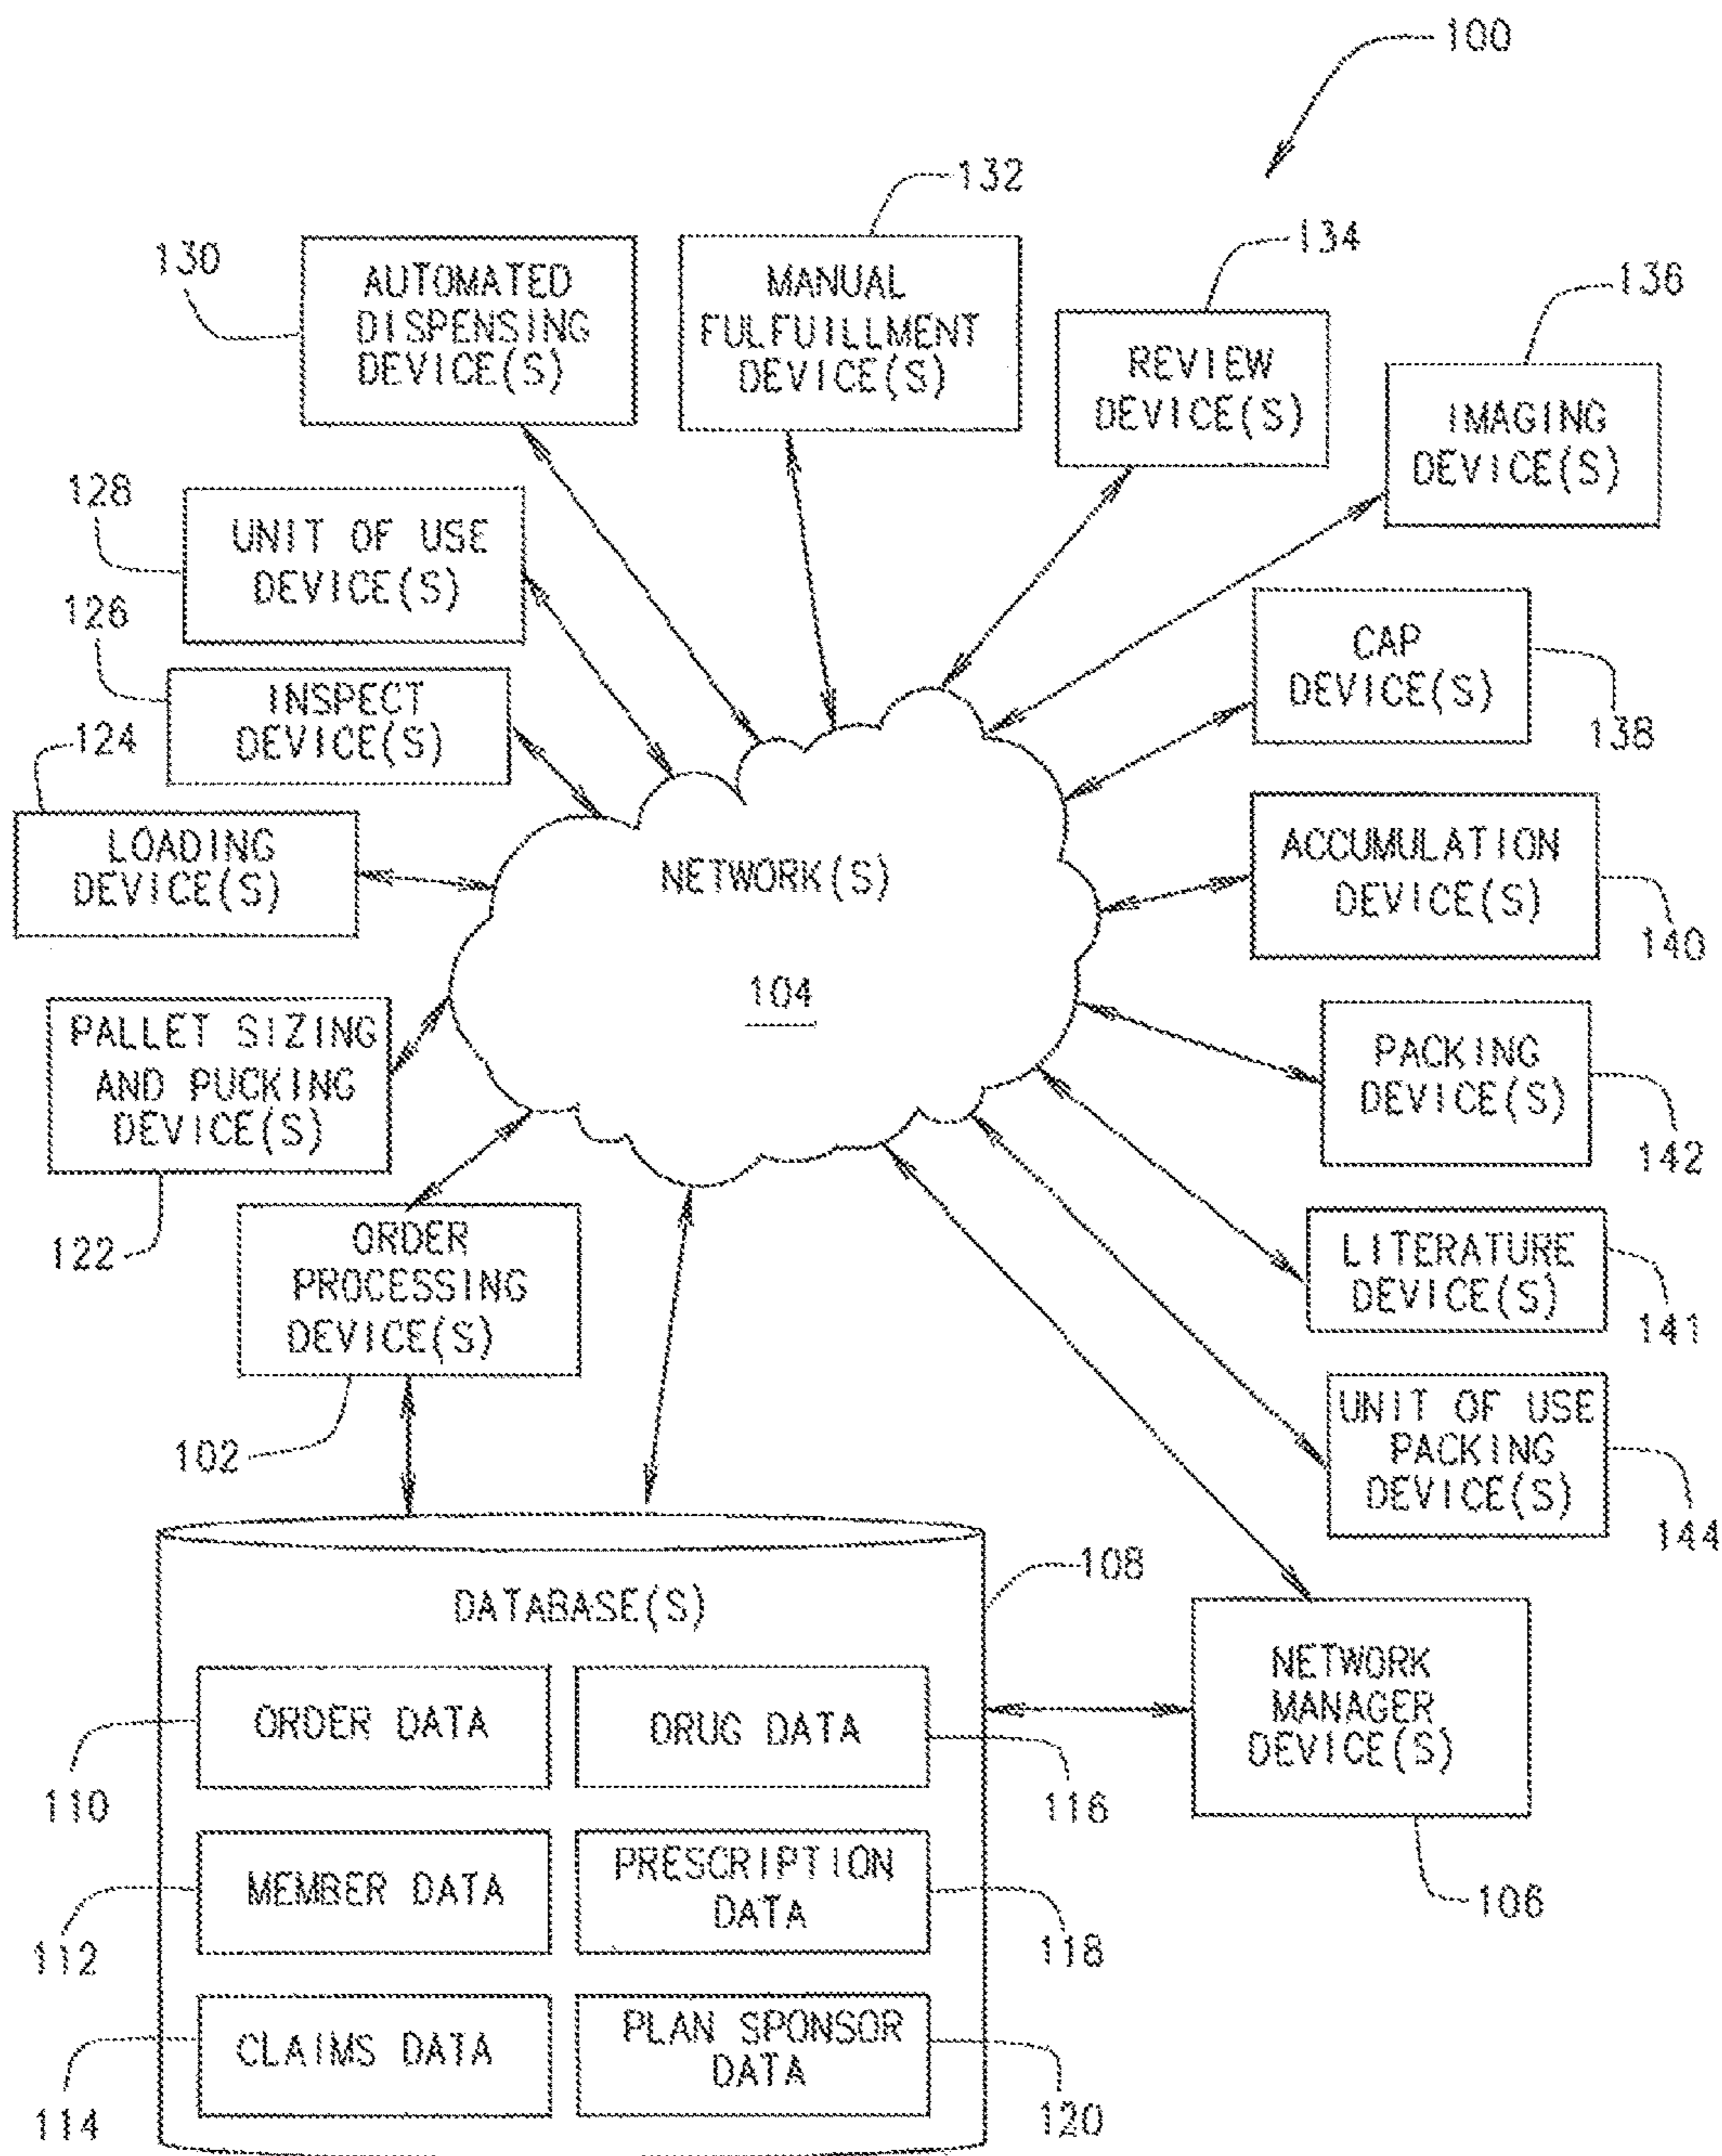 100
132
130
AUTOMATED
DISPENSING
DEVICE(S)
MANUAL
FULFUILLMENT
DEVICE(S)
134
REVIEW
DEVICE(S)
136
IMAGING
DEVICE(S)
128
UNIT OF USE
DEVICE(S)
126
INSPECT
DEVICE(S)
124
LOADING
DEVICE(S)
CAP
DEVICE(S)
138
NETWORK(S)
104
ACCUMULATION
DEVICE(S)
140
PALLET SIZING
AND PUCKING
DEVICE(S)
122
PACKING
DEVICE(S)
142
ORDER
PROCESSING
DEVICE(S)
102
LITERATURE
DEVICE(S)
141
UNIT OF USE
PACKING
DEVICE(S)
144
DATABASE(S)
108
ORDER DATA
110
DRUG DATA
116
NETWORK
MANAGER
DEVICE(S)
106
MEMBER DATA
112
PRESCRIPTION
DATA
118
CLAIMS DATA
114
PLAN SPONSOR
DATA
120